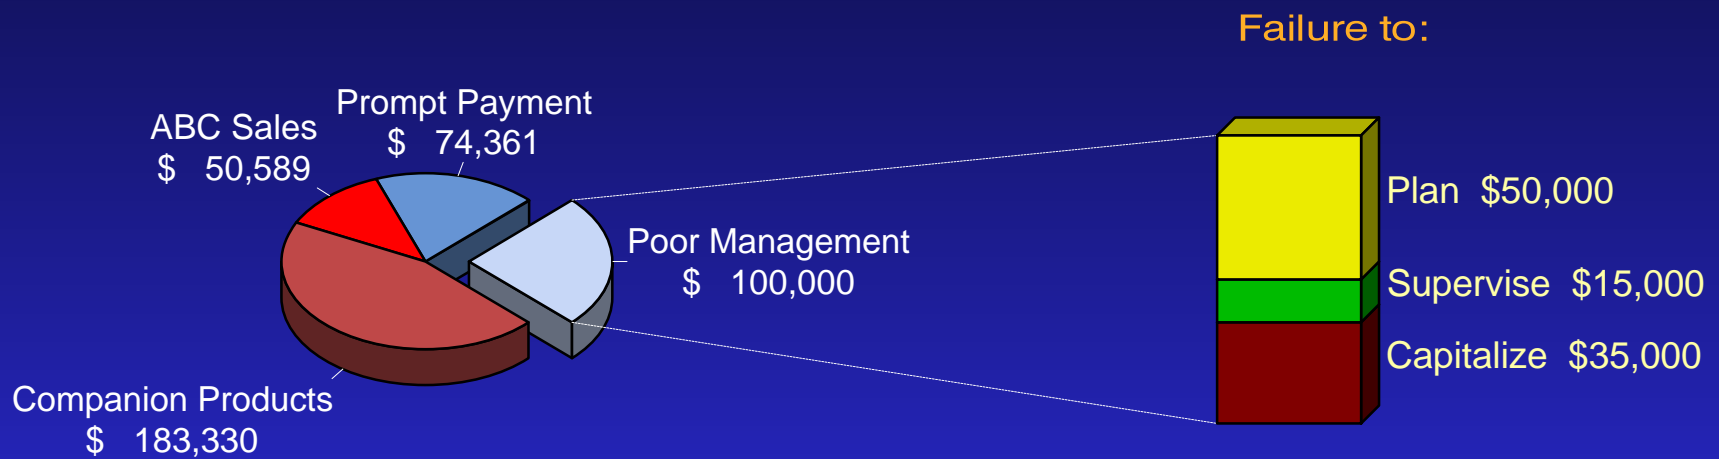 Failure to:
Prompt Payment
$ 74,361
ABC Sales
$ 50,589
Poor Management
$ 100,000
Companion Products
$ 183,330
Plan $50,000
Supervise $15,000
Capitalize $35,000